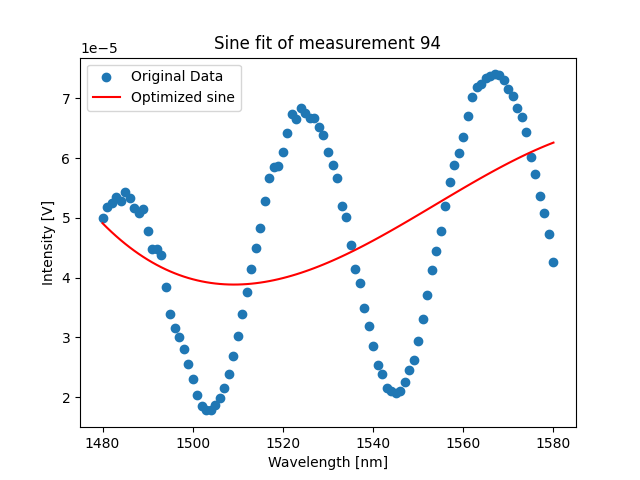 Sine fit of measurement 94
1e−5
Original Data
Optimized sine
7
6
5
4
3
2
Intensity [V]
1480
1500
1520
1540
1560
1580
Wavelength [nm]